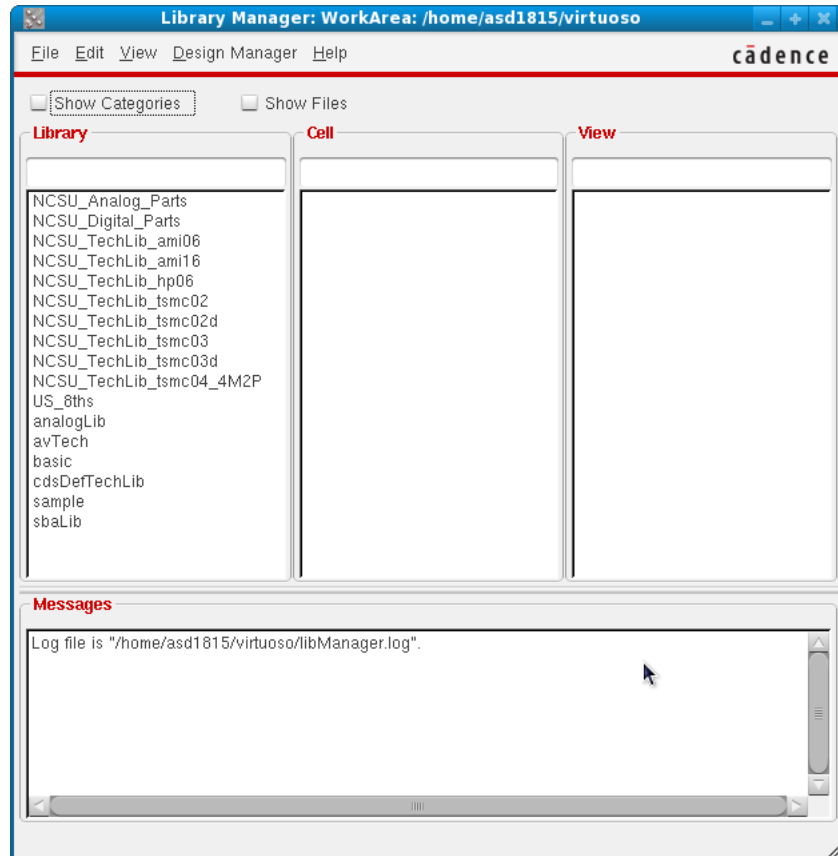 Library Manager: WorkArea: /home/asd1815/virtuoso
File Edit View Design Manager Help
cādence
Show Categories Show Files
Library Cell View
NCSU_Analog_Parts
NCSU_Digital_Parts
NCSU_TechLib_ami06
NCSU_TechLib_ami16
NCSU_TechLib_hp06
NCSU_TechLib_tsmc02
NCSU_TechLib_tsmc02d
NCSU_TechLib_tsmc03
NCSU_TechLib_tsmc03d
NCSU_TechLib_tsmc04_4M2P
US_8ths
analogLib
avTech
basic
cdsDefTechLib
sample
sbaLib
Messages
Log file is "/home/asd1815/virtuoso/libManager.log".